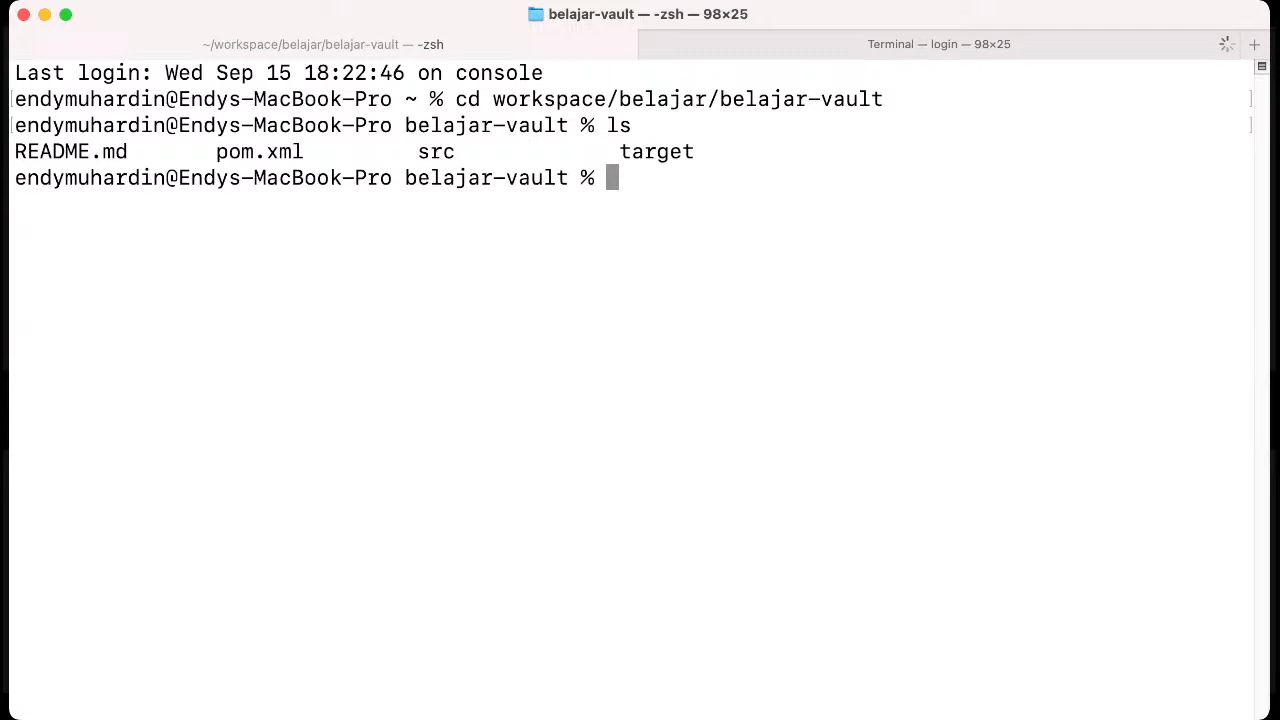 belajar-vault — -zsh — 98×25
~/workspace/belajar/belajar-vault — -zsh
Terminal — login — 98×25
Last login: Wed Sep 15 18:22:46 on console
[endymuhardin@Endys-MacBook-Pro ~ % cd workspace/belajar/belajar-vault ]
[endymuhardin@Endys-MacBook-Pro belajar-vault % ls ]
README.md pom.xml src target
endymuhardin@Endys-MacBook-Pro belajar-vault %